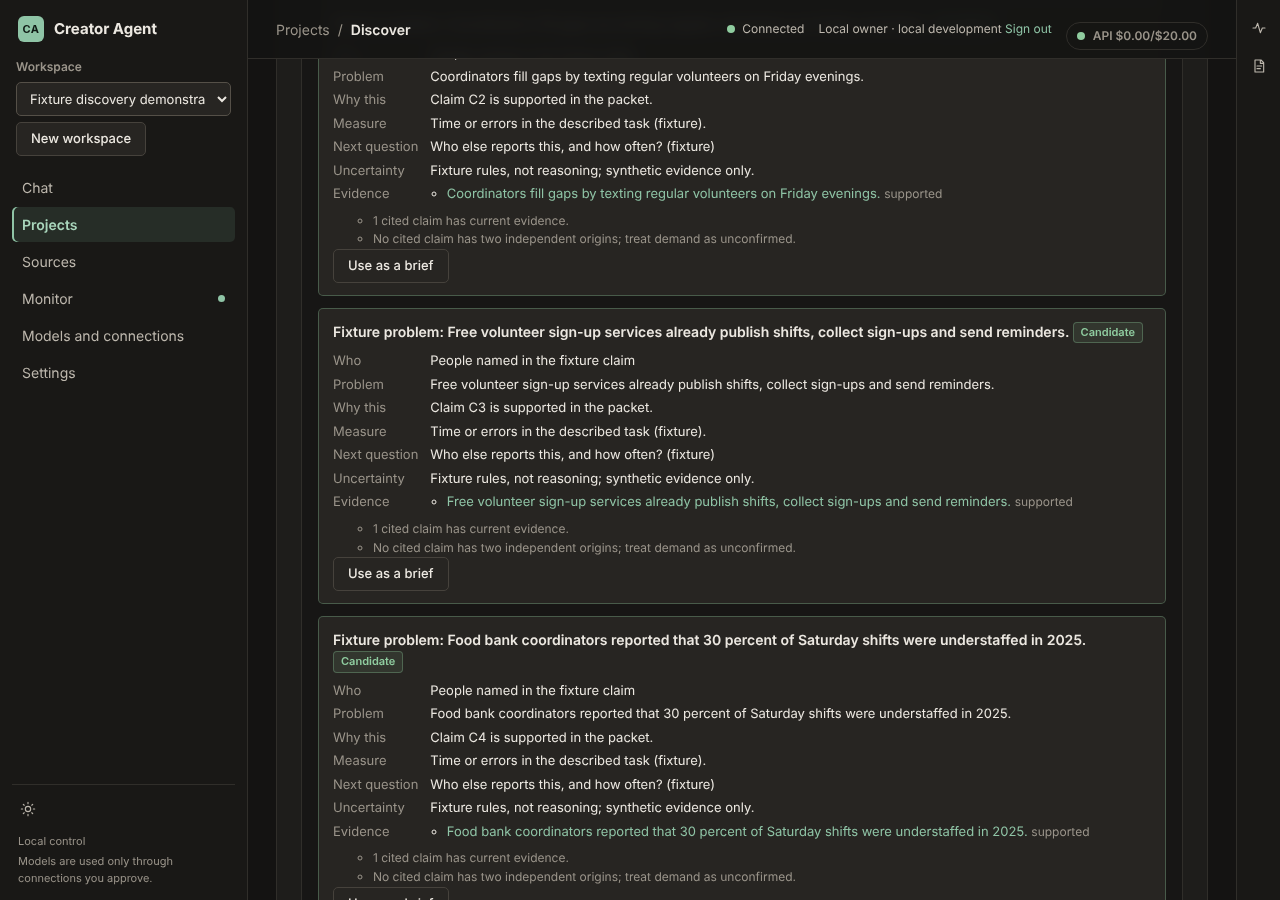 CA Creator Agent
Workspace
Fixture discovery demonstra
New workspace
Chat
Projects
Sources
Monitor
Models and connections
Settings
Local control
Models are used only through
connections you approve.
Projects / Discover
Connected Local owner · local development Sign out API $0.00/$20.00
Problem Coordinators fill gaps by texting regular volunteers on Friday evenings.
Why this Claim C2 is supported in the packet.
Measure Time or errors in the described task (fixture).
Next question Who else reports this, and how often? (fixture)
Uncertainty Fixture rules, not reasoning; synthetic evidence only.
Evidence Coordinators fill gaps by texting regular volunteers on Friday evenings. supported
1 cited claim has current evidence.
No cited claim has two independent origins; treat demand as unconfirmed.
Use as a brief
Fixture problem: Free volunteer sign-up services already publish shifts, collect sign-ups and send reminders. Candidate
Who People named in the fixture claim
Problem Free volunteer sign-up services already publish shifts, collect sign-ups and send reminders.
Why this Claim C3 is supported in the packet.
Measure Time or errors in the described task (fixture).
Next question Who else reports this, and how often? (fixture)
Uncertainty Fixture rules, not reasoning; synthetic evidence only.
Evidence Free volunteer sign-up services already publish shifts, collect sign-ups and send reminders. supported
1 cited claim has current evidence.
No cited claim has two independent origins; treat demand as unconfirmed.
Use as a brief
Fixture problem: Food bank coordinators reported that 30 percent of Saturday shifts were understaffed in 2025.
Candidate
Who People named in the fixture claim
Problem Food bank coordinators reported that 30 percent of Saturday shifts were understaffed in 2025.
Why this Claim C4 is supported in the packet.
Measure Time or errors in the described task (fixture).
Next question Who else reports this, and how often? (fixture)
Uncertainty Fixture rules, not reasoning; synthetic evidence only.
Evidence Food bank coordinators reported that 30 percent of Saturday shifts were understaffed in 2025. supported
1 cited claim has current evidence.
No cited claim has two independent origins; treat demand as unconfirmed.